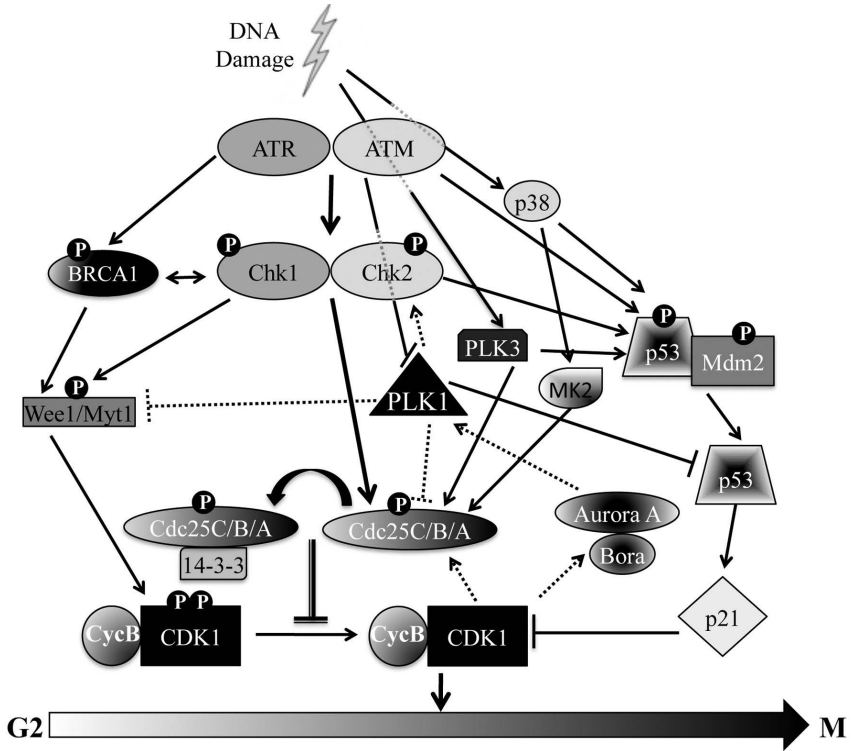 DNA
Damage
ATR
ATM
p38
P
BRCA1
P
Chk1
P
Chk2
P
p53
P
Mdm2
PLK3
MK2
P
Wee1/Myt1
PLK1
p53
P
Cdc25C/B/A
14-3-3
P
Cdc25C/B/A
Aurora A
Bora
P P
CycB
CDK1
CycB
CDK1
p21
G2
M